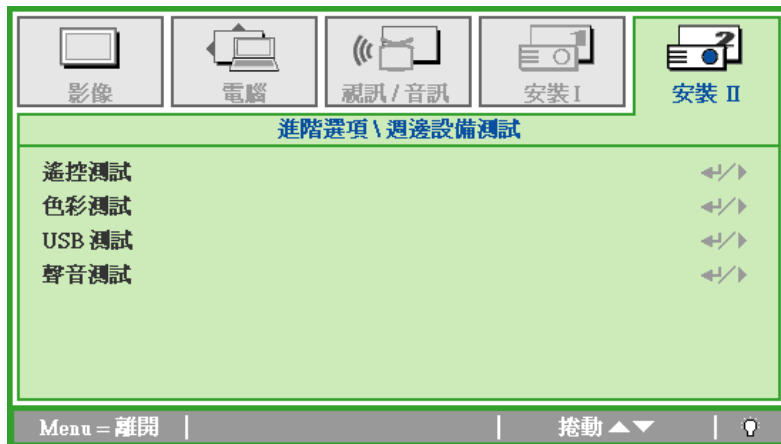 影像
電腦
視訊 / 音訊
安裝 I
安裝 II
進階選項 \ 週邊設備測試
遙控測試
色彩測試
USB 測試
聲音測試
Menu = 離開
捲動 ▲▼